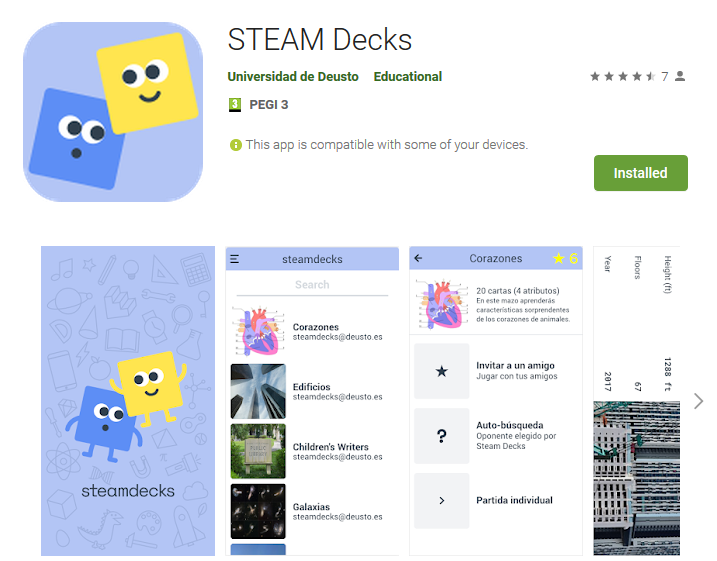 STEAM Decks
Universidad de Deusto Educational
7
3 PEGI 3
This app is compatible with some of your devices.
Installed
steamdecks
steamdecks
Search
Corazones
steamdecks@deusto.es
Edificios
steamdecks@deusto.es
Children's Writers
steamdecks@deusto.es
Galaxias
steamdecks@deusto.es
Corazones
6
20 cartas (4 atributos)
En este mazo aprenderás
características sorprendentes
de los corazones de animales.
Invitar a un amigo
Jugar con tus amigos
Auto-búsqueda
Oponente elegido por
Steam Decks
Partida individual
Height (ft) 1288 ft
Floors 67
Year 2017